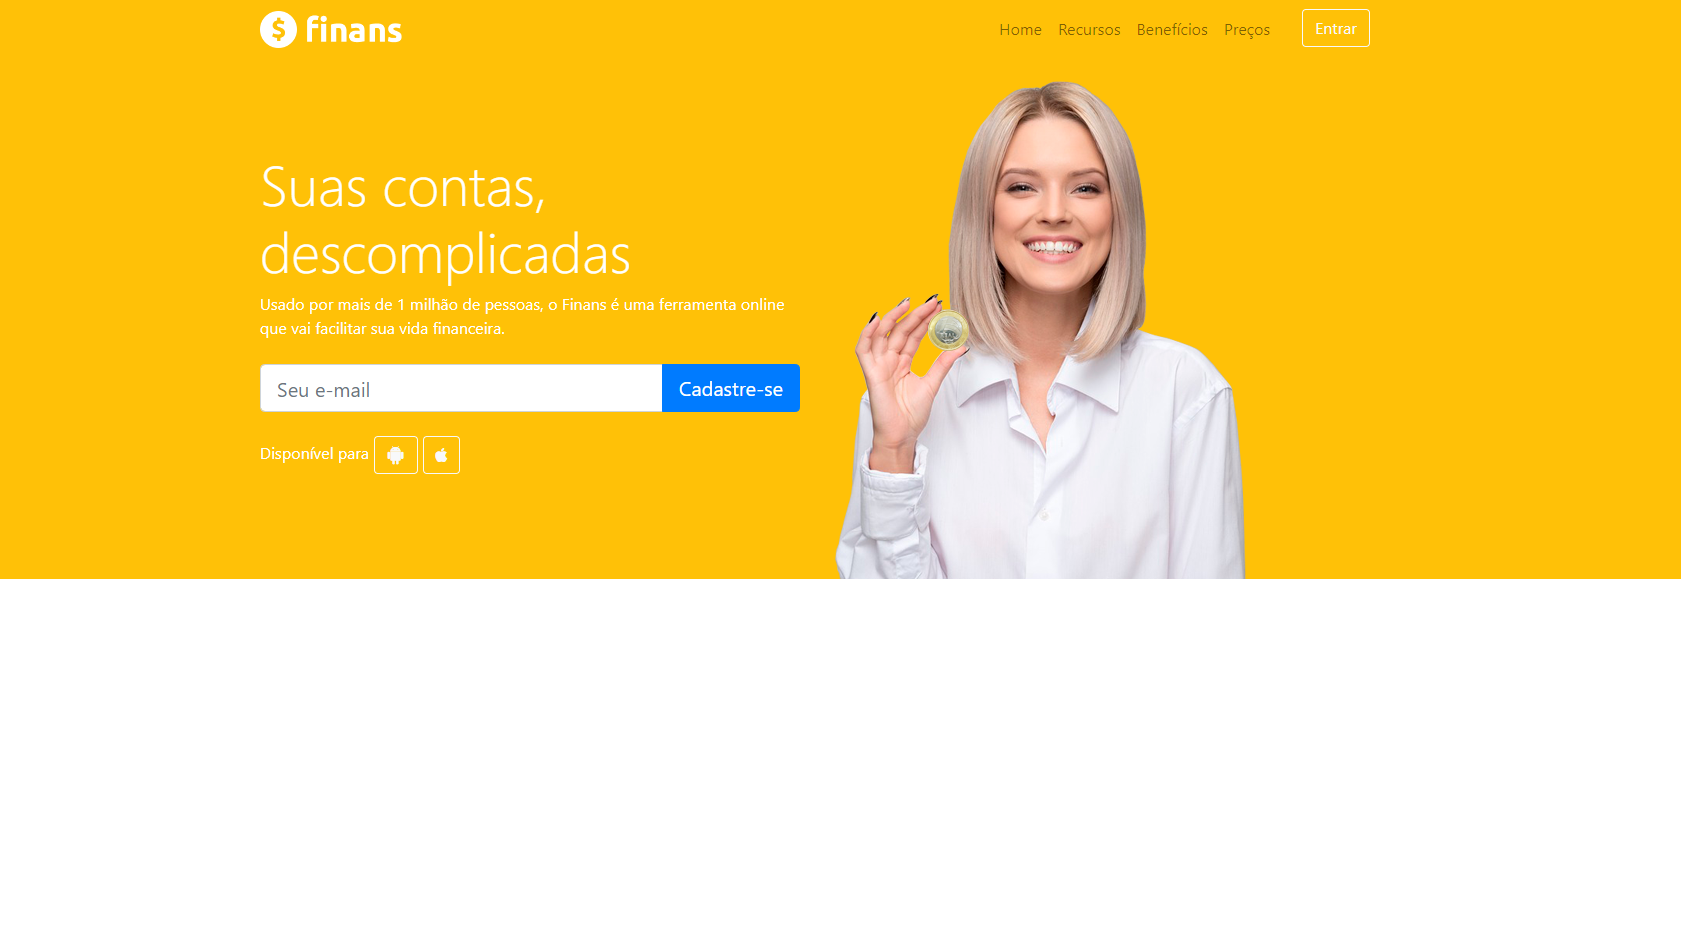 finans
Home Recursos Benefícios Preços Entrar
Suas contas,
descomplicadas
Usado por mais de 1 milhão de pessoas, o Finans é uma ferramenta online
que vai facilitar sua vida financeira.
Seu e-mail Cadastre-se
Disponível para